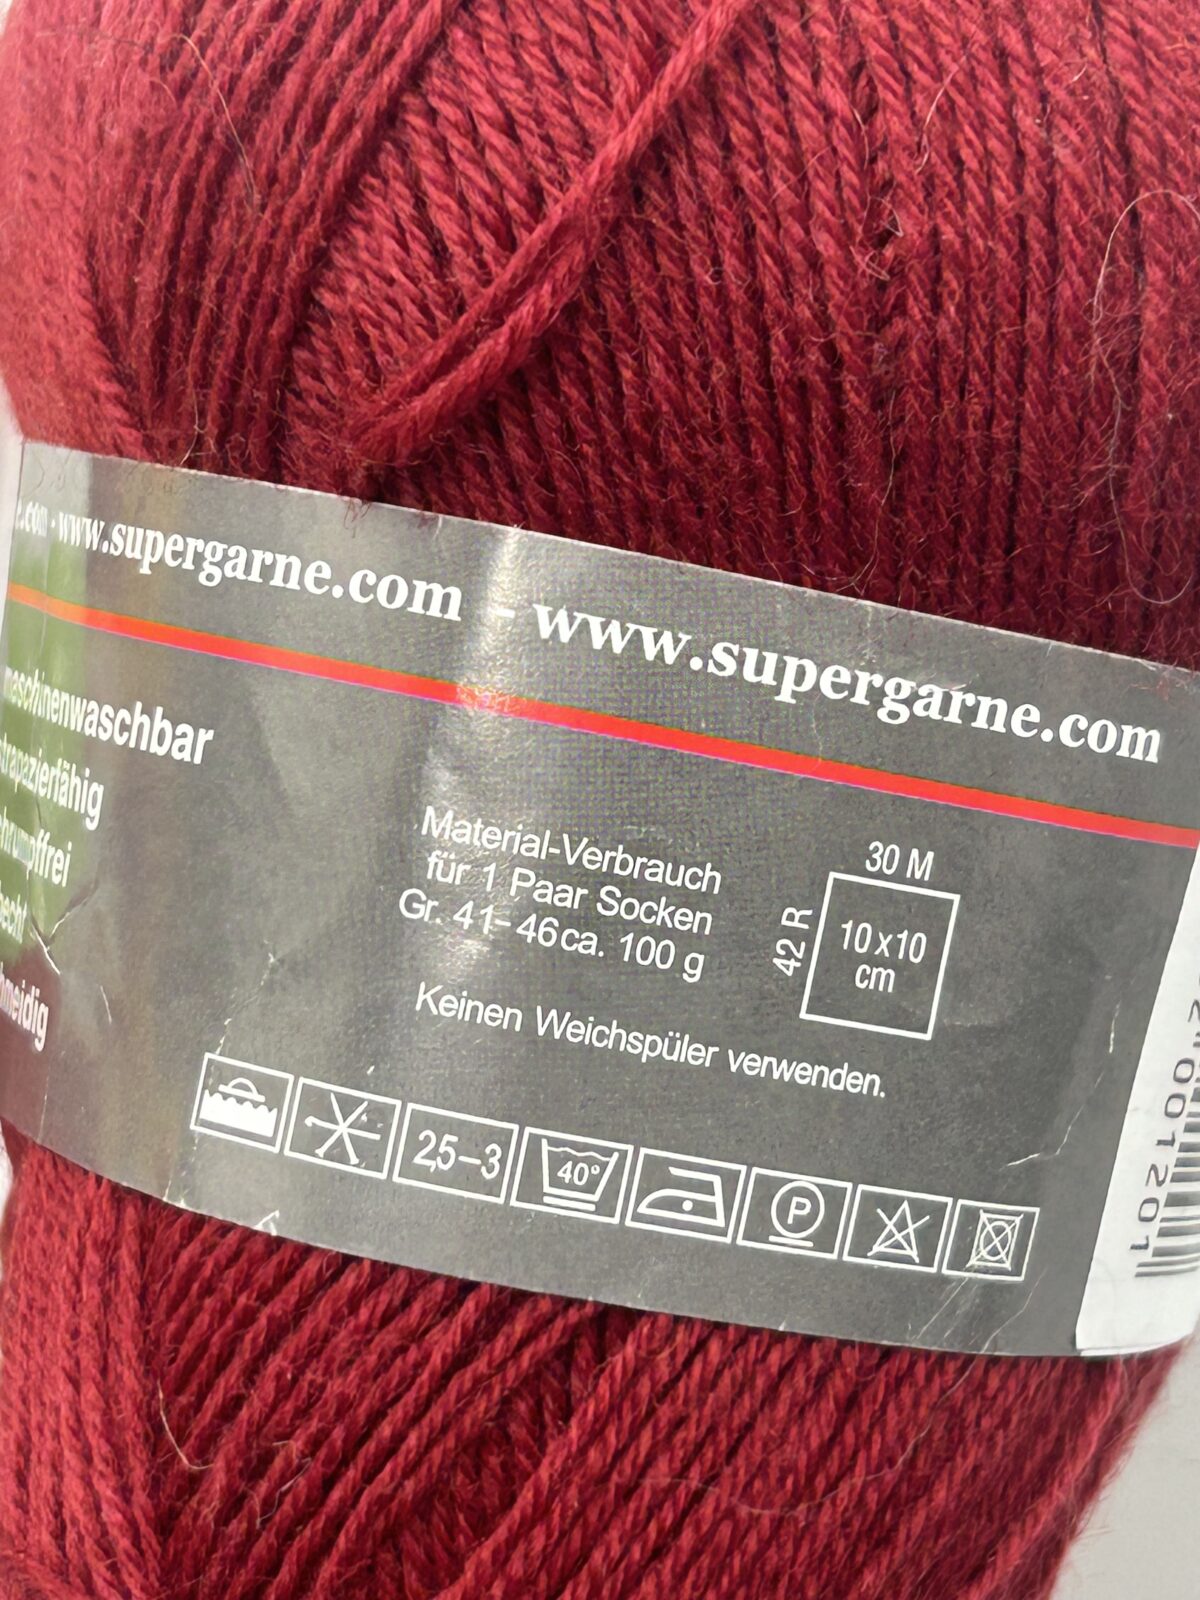 www.supergarne.com - www.supergarne.com
maschinenwaschbar
strapazierfähig
Material-Verbrauch
für 1 Paar Socken
Gr. 41-46 ca. 100 g
Keinen Weichspüler verwenden.
30 M
42 R
10 x 10
cm
2,5–3
40°
P